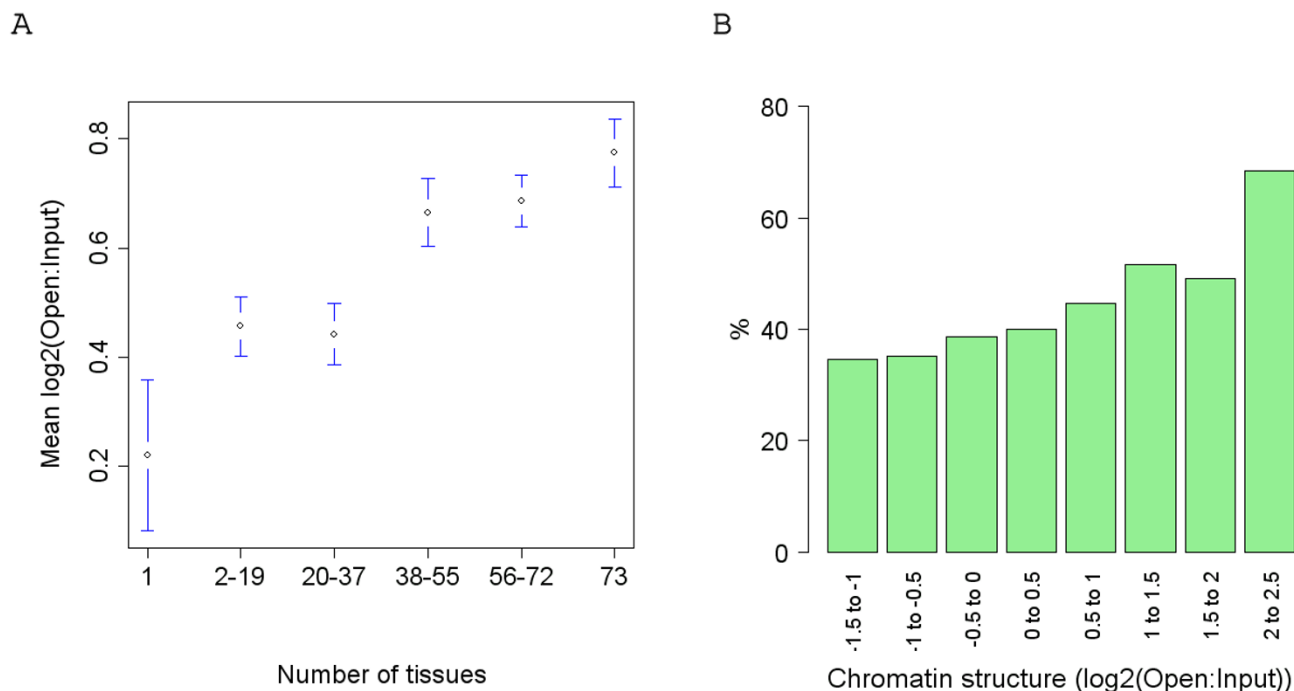 A
Mean log2(Open:Input)
0.8
0.6
0.4
0.2
1 2-19 20-37 38-55 56-72 73
Number of tissues
B
%
80
60
40
20
0
-1.5 to -1
-1 to -0.5
-0.5 to 0
0 to 0.5
0.5 to 1
1 to 1.5
1.5 to 2
2 to 2.5
Chromatin structure (log2(Open:Input))